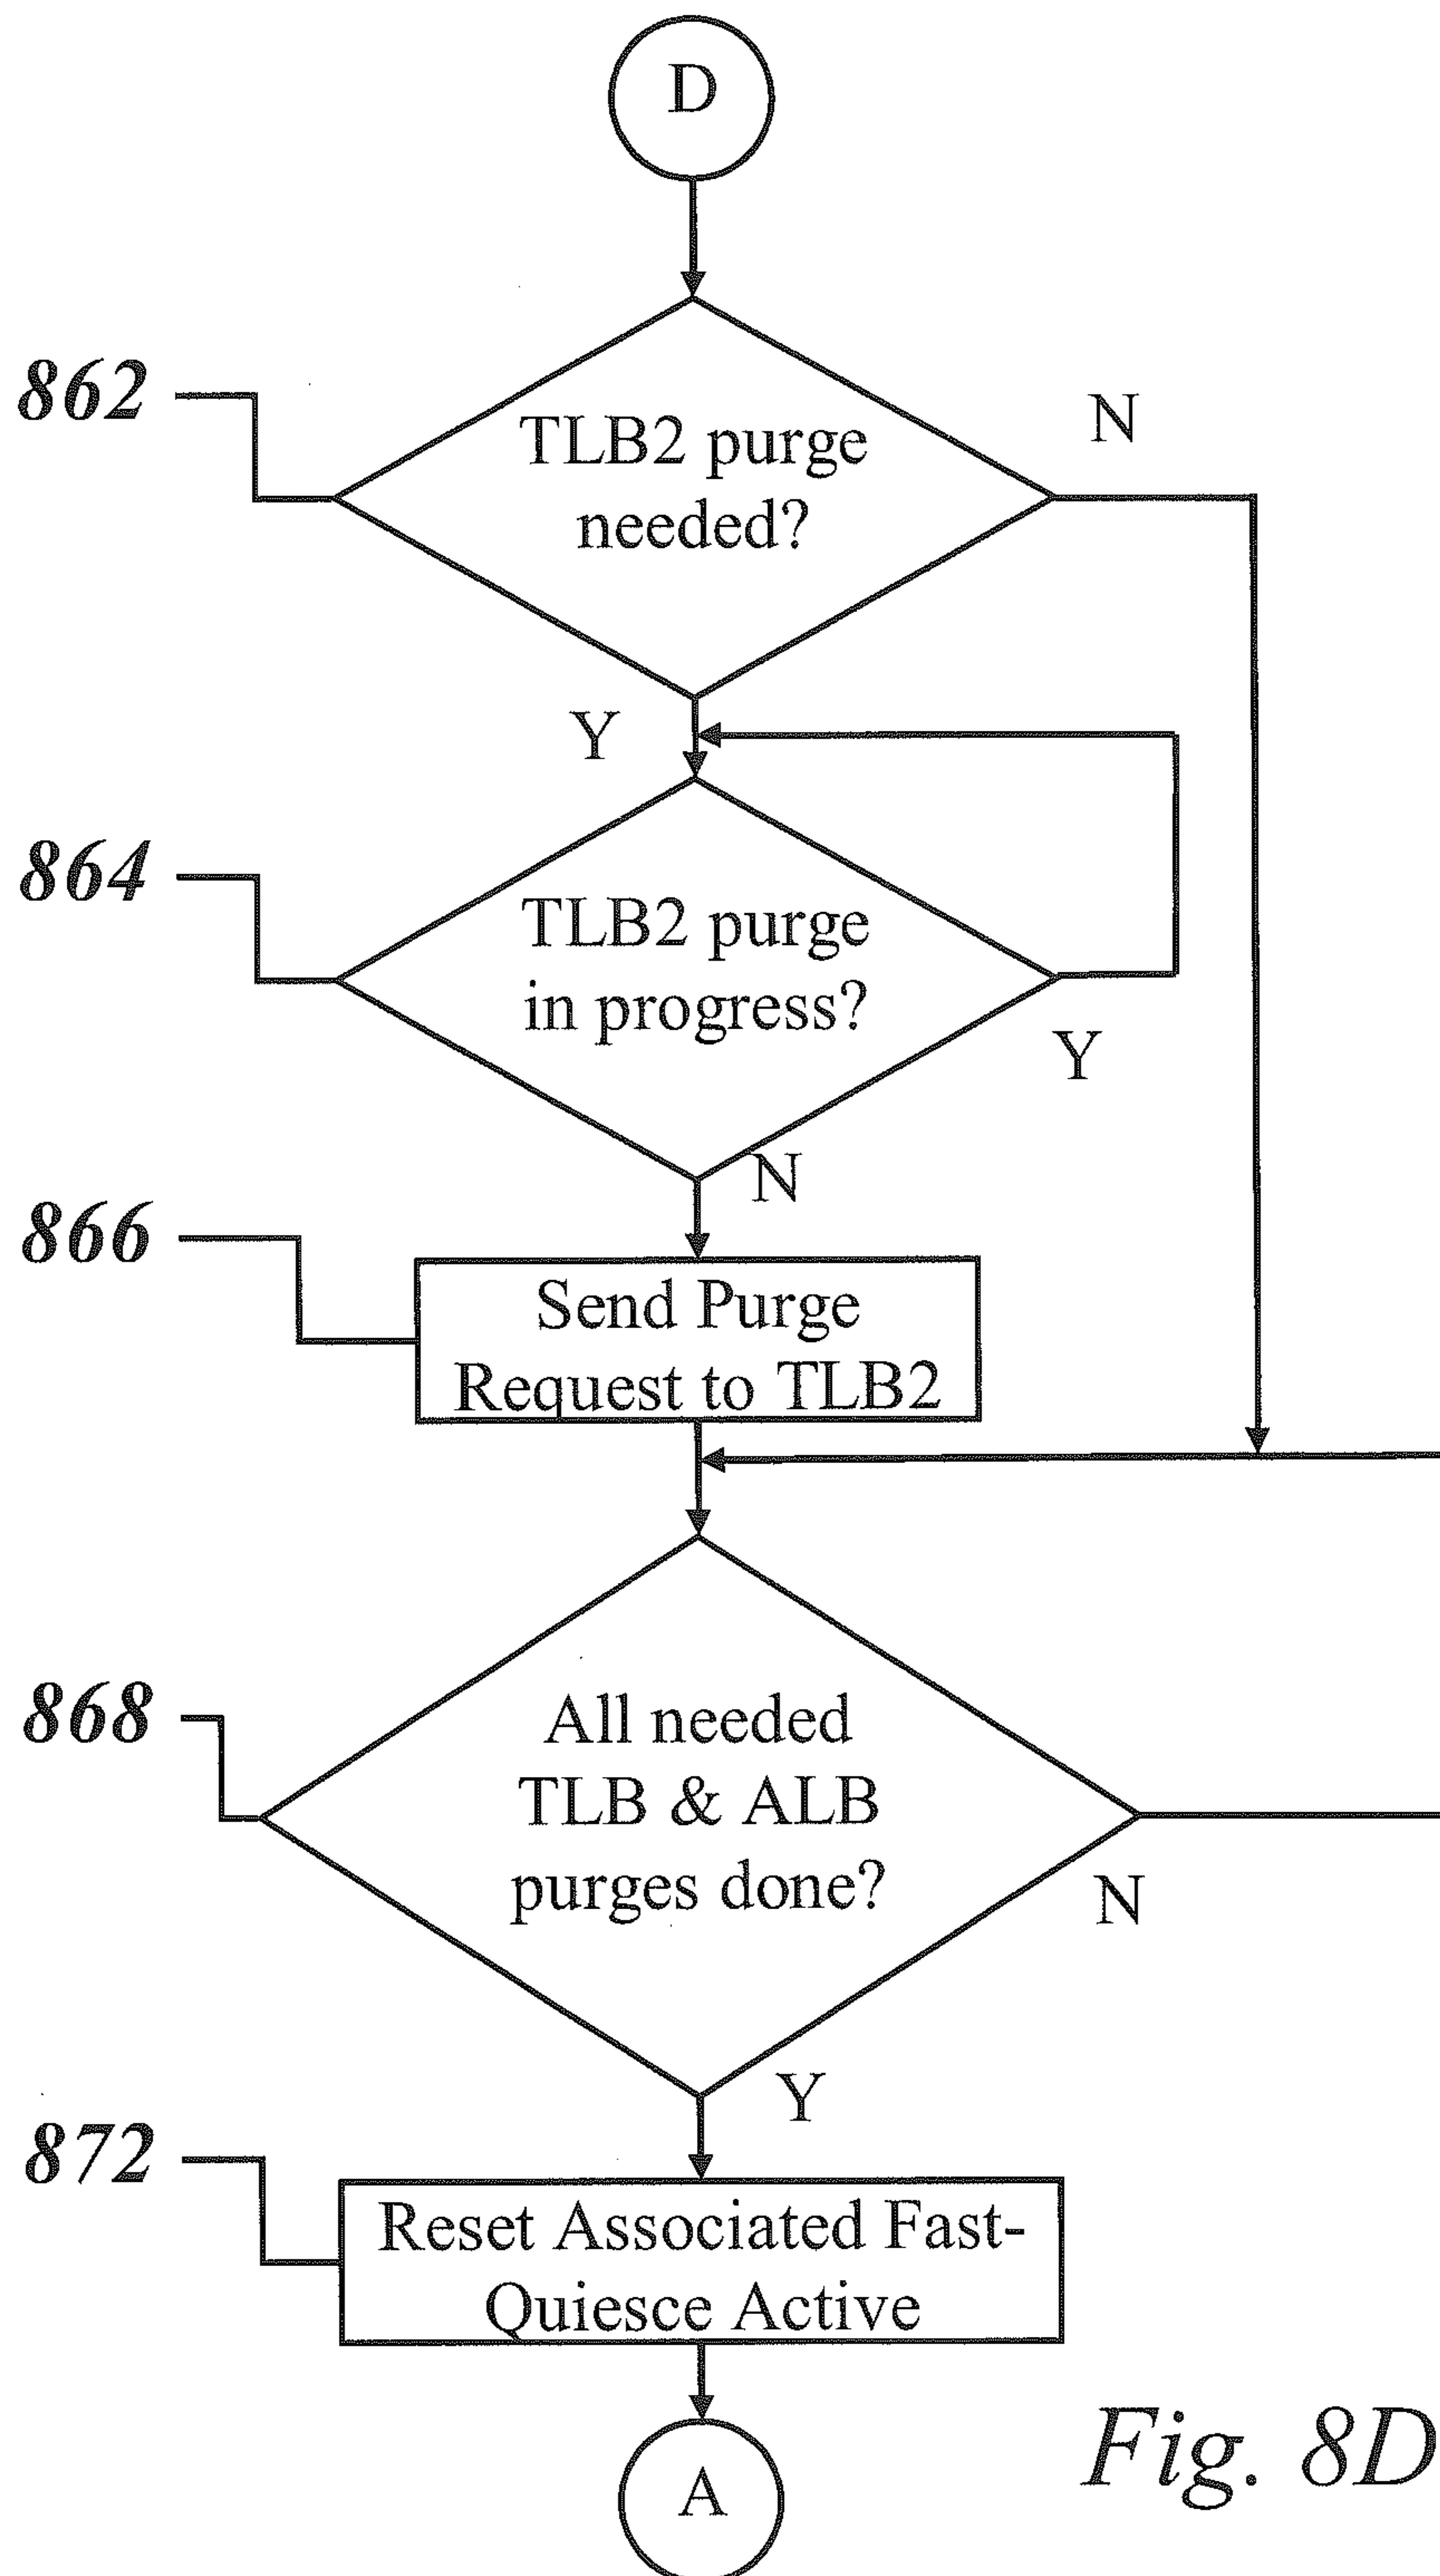 D
862
TLB2 purge
needed?
N
Y
864
TLB2 purge
in progress?
Y
N
866
Send Purge
Request to TLB2
868
All needed
TLB & ALB
purges done?
N
Y
872
Reset Associated Fast-
Quiesce Active
A
Fig. 8D